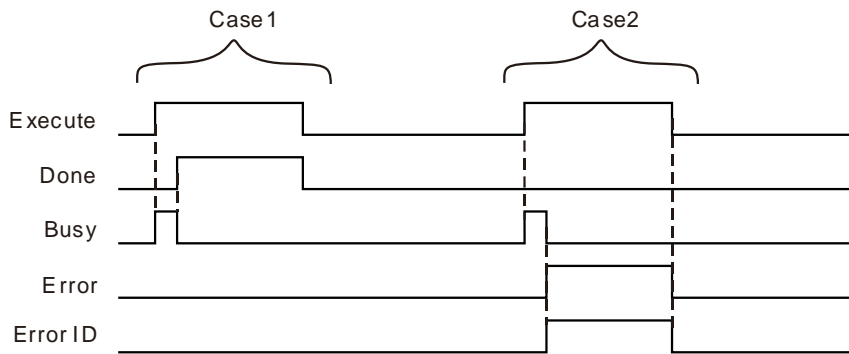 Case1
Case2
Execute
Done
Busy
Error
Error ID